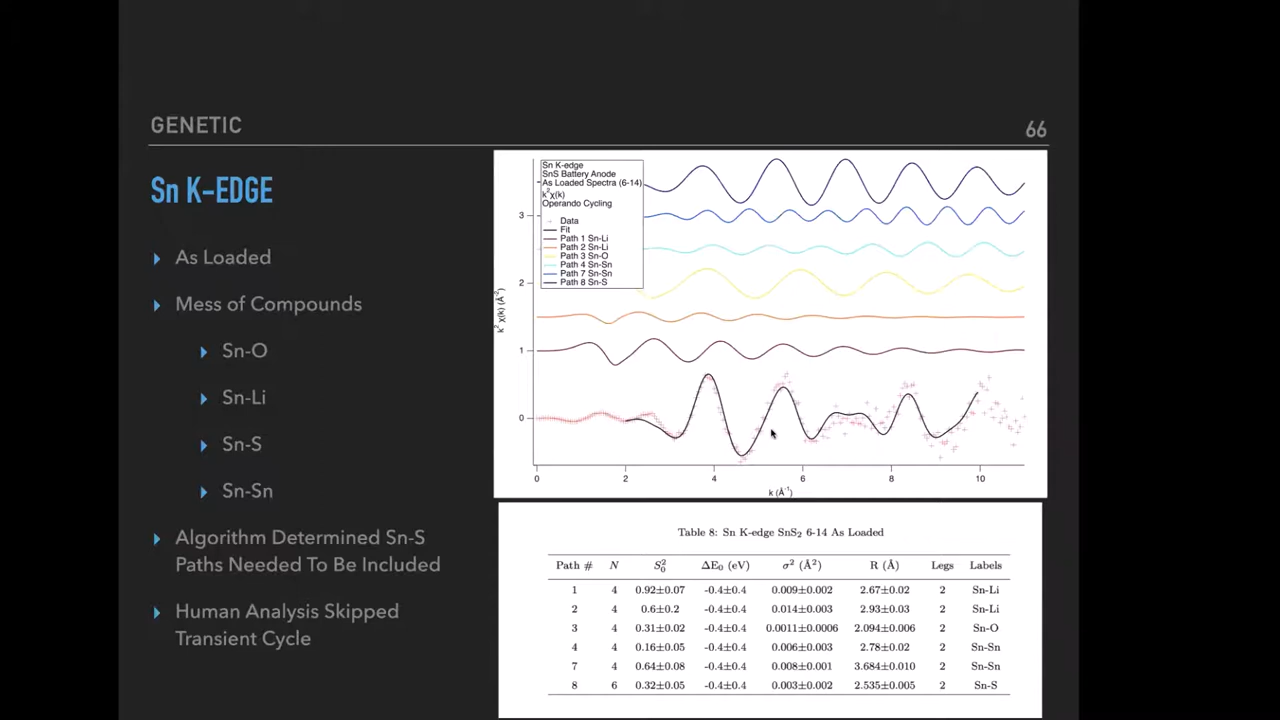 GENETIC
66
Sn K-EDGE
As Loaded
Mess of Compounds
Sn-O
Sn-Li
Sn-S
Sn-Sn
Algorithm Determined Sn-S
Paths Needed To Be Included
Human Analysis Skipped
Transient Cycle
Sn K-edge
SnS Battery Anode
As Loaded Spectra (6-14)
k²χ(k)
Operando Cycling
Data
Fit
Path 1 Sn-Li
Path 2 Sn-Li
Path 3 Sn-O
Path 4 Sn-Sn
Path 7 Sn-Sn
Path 8 Sn-S
3
2
1
0
k² χ(k) (Å⁻²)
0 2 4 6 8 10
k (Å⁻¹)
Table 8: Sn K-edge SnS₂ 6-14 As Loaded
Path # N S₀² ΔE₀ (eV) σ² (Å²) R (Å) Legs Labels
1 4 0.92±0.07 -0.4±0.4 0.009±0.002 2.67±0.02 2 Sn-Li
2 4 0.6±0.2 -0.4±0.4 0.014±0.003 2.93±0.03 2 Sn-Li
3 4 0.31±0.02 -0.4±0.4 0.0011±0.0006 2.094±0.006 2 Sn-O
4 4 0.16±0.05 -0.4±0.4 0.006±0.003 2.78±0.02 2 Sn-Sn
7 4 0.64±0.08 -0.4±0.4 0.008±0.001 3.684±0.010 2 Sn-Sn
8 6 0.32±0.05 -0.4±0.4 0.003±0.002 2.535±0.005 2 Sn-S